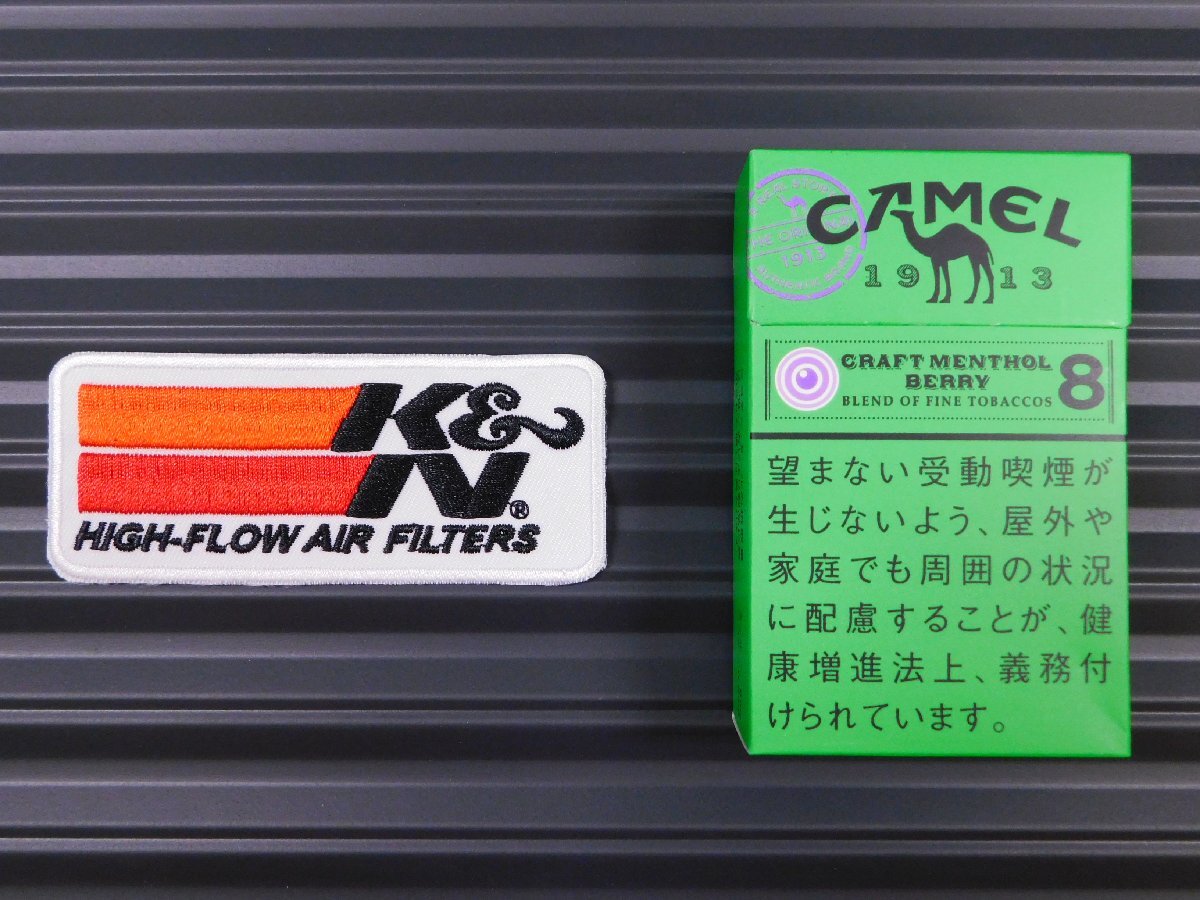 K&
N®
HIGH-FLOW AIR FILTERS
CAMEL
1913
THE ORIGINAL
1913
CRAFT MENTHOL
BERRY
BLEND OF FINE TOBACCOS
8
望まない受動喫煙が
生じないよう、屋外や
家庭でも周囲の状況
に配慮することが、健
康増進法上、義務付
けられています。